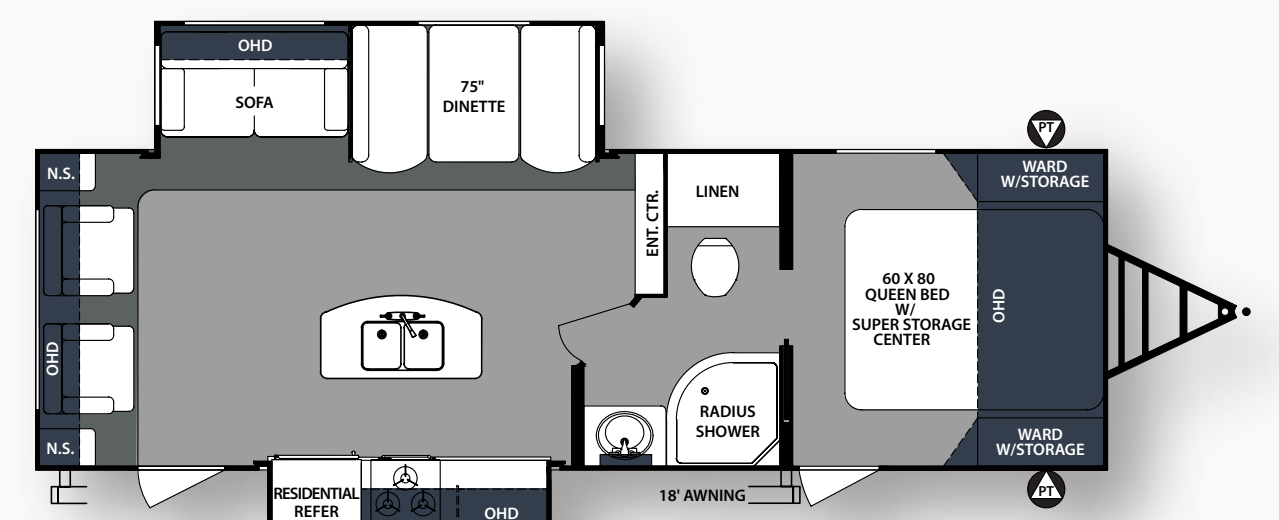 OHD
SOFA
75"
DINETTE
PT
N.S.
ENT. CTR.
LINEN
WARD
W/STORAGE
60 X 80
QUEEN BED
W/
SUPER STORAGE
CENTER
OHD
OHD
RADIUS
SHOWER
N.S.
WARD
W/STORAGE
RESIDENTIAL
REFER
OHD
18' AWNING
PT